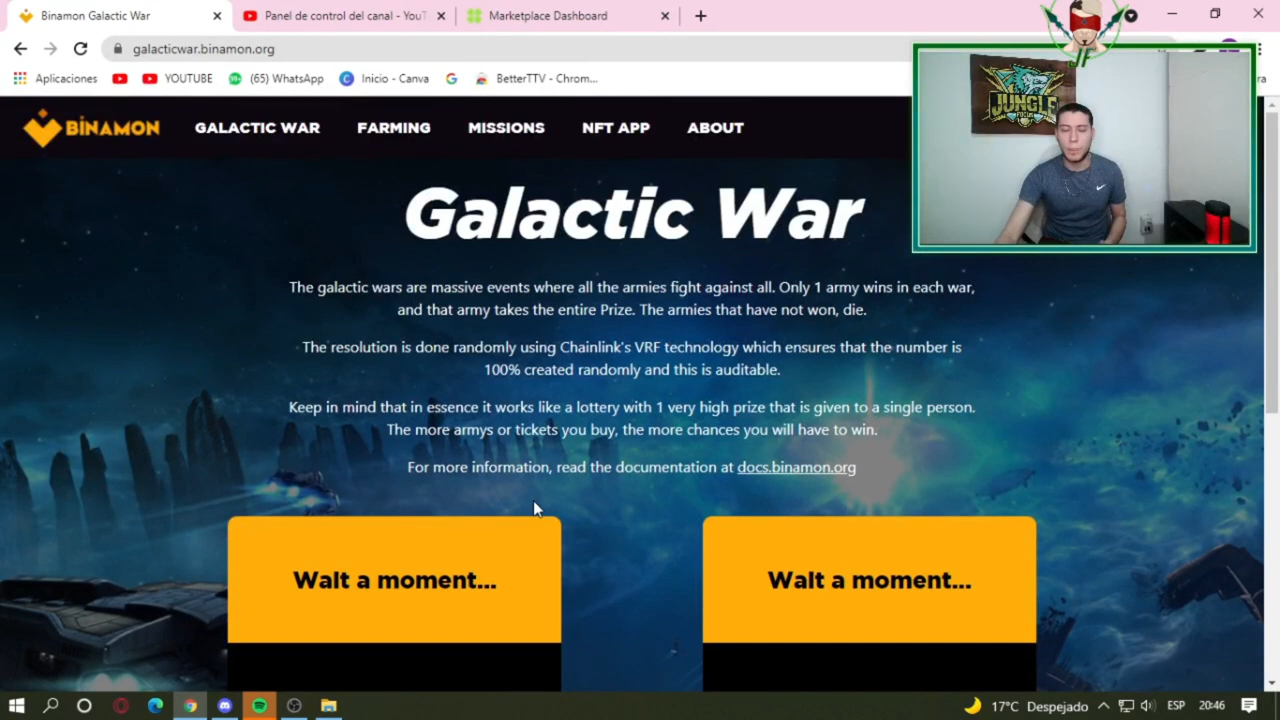 Binamon Galactic War
Panel de control del canal - YouT
Marketplace Dashboard
galacticwar.binamon.org
Aplicaciones
YOUTUBE
(65) WhatsApp
Inicio - Canva
BetterTTV - Chrom...
BINAMON
GALACTIC WAR
FARMING
MISSIONS
NFT APP
ABOUT
JF
JUNGLE
FOCUS
Galactic War
The galactic wars are massive events where all the armies fight against all. Only 1 army wins in each war,
and that army takes the entire Prize. The armies that have not won, die.
The resolution is done randomly using Chainlink's VRF technology which ensures that the number is
100% created randomly and this is auditable.
Keep in mind that in essence it works like a lottery with 1 very high prize that is given to a single person.
The more armys or tickets you buy, the more chances you will have to win.
For more information, read the documentation at docs.binamon.org
Wait a moment...
Wait a moment...
17°C Despejado
ESP
20:46